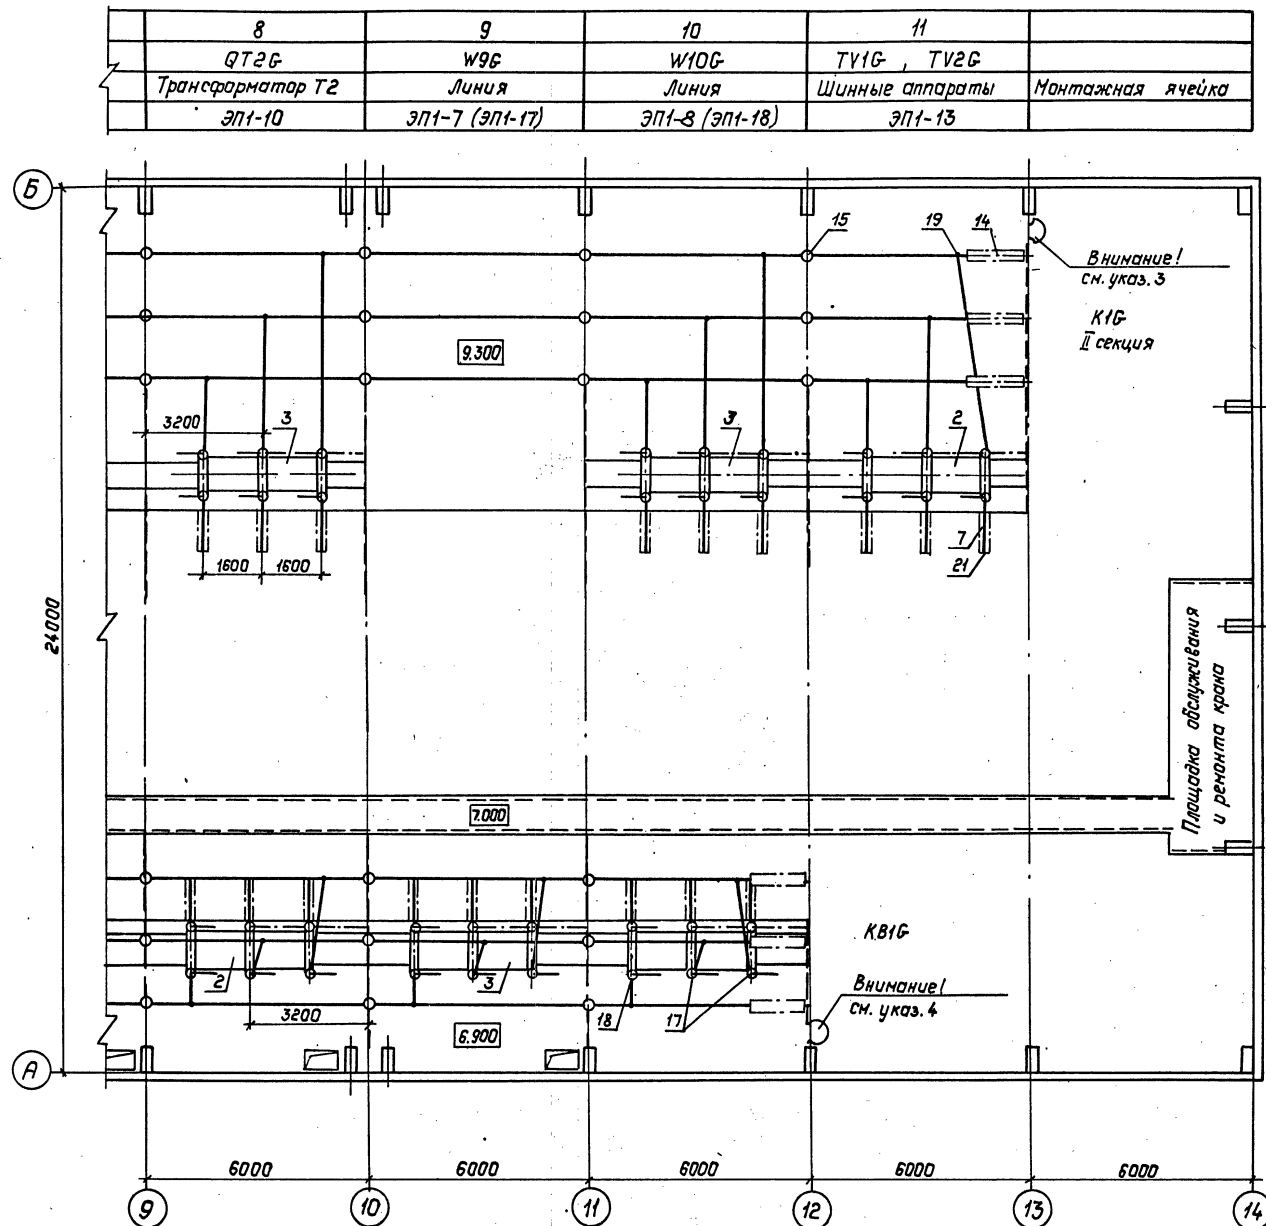 8 9 10 11
QT2G W9G W10G TV1G , TV2G
Трансформатор Т2 Линия Линия Шинные аппараты Монтажная ячейка
ЭП1-10 ЭП1-7 (ЭП1-17) ЭП1-8 (ЭП1-18) ЭП1-13
Б
15 19 14
Внимание!
см. указ. 3
K1G
II секция
9.300
3200 3 3 2
7
1600 1600 21
24000
Площадка обслуживания
и ремонта крана
7.000
KB1G
2 3
Внимание!
см. указ. 4
3200 18 17
6.900
А
6000 6000 6000 6000 6000
9 10 11 12 13 14